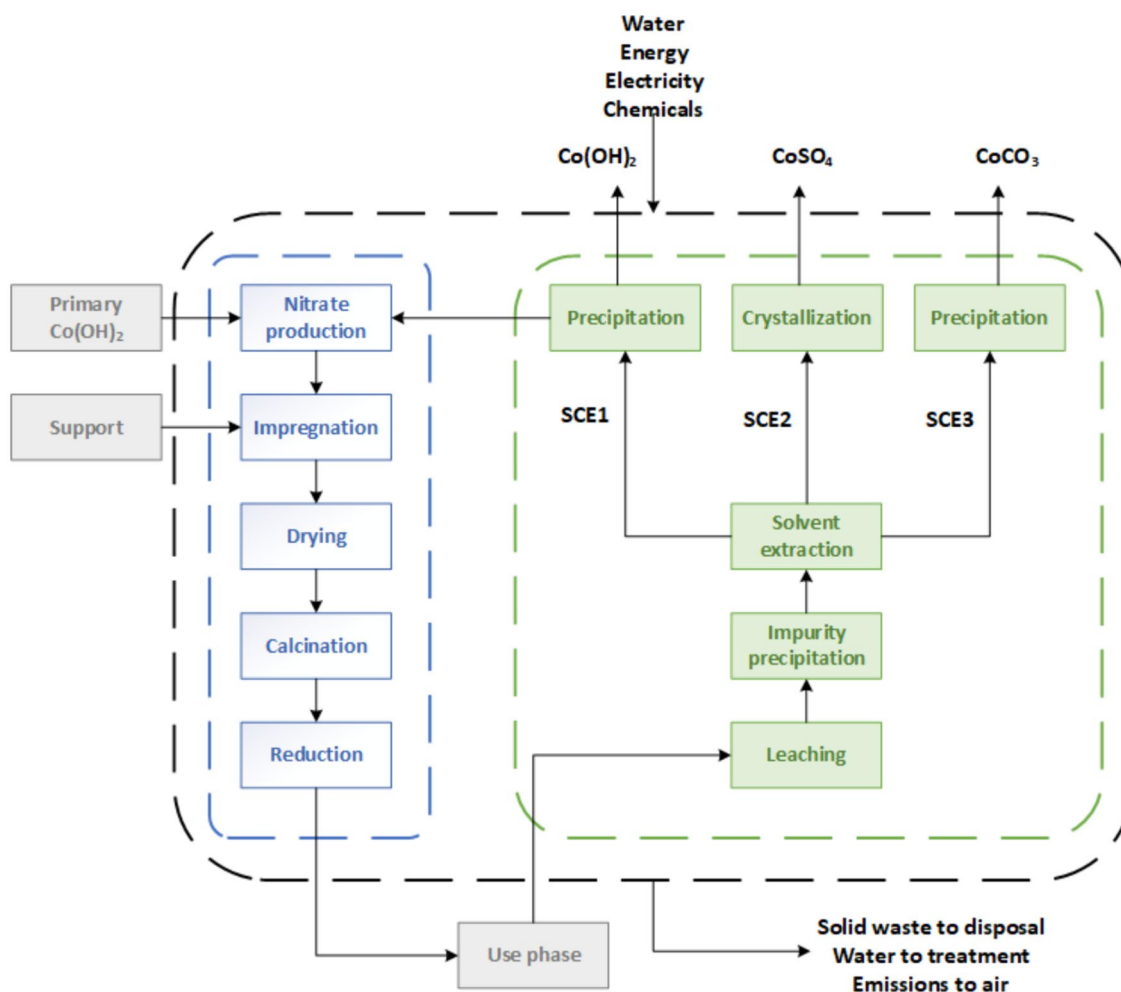 Water
Energy
Electricity
Chemicals
Co(OH)₂
CoSO₄
CoCO₃
Primary
Co(OH)₂
Nitrate
production
Precipitation
Crystallization
Precipitation
Support
Impregnation
SCE1
SCE2
SCE3
Drying
Solvent
extraction
Calcination
Impurity
precipitation
Reduction
Leaching
Use phase
Solid waste to disposal
Water to treatment
Emissions to air